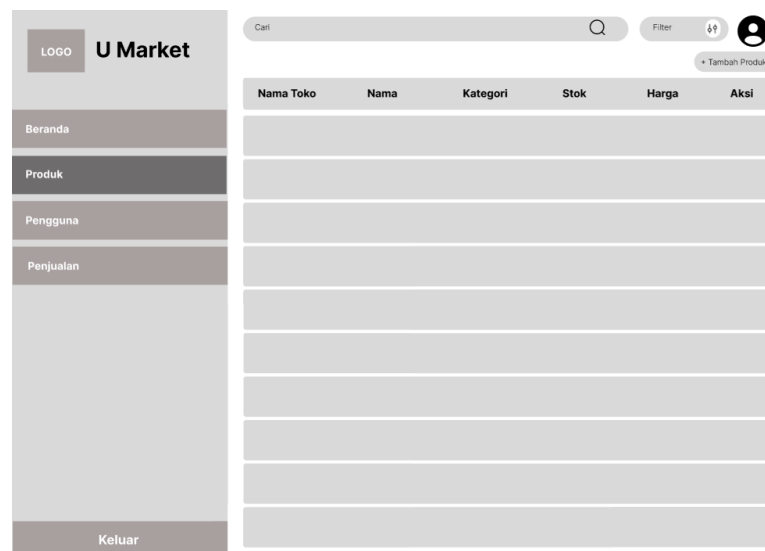 LOGO
U Market
Cari
Filter
+ Tambah Produk
Nama Toko Nama Kategori Stok Harga Aksi
Beranda
Produk
Pengguna
Penjualan
Keluar